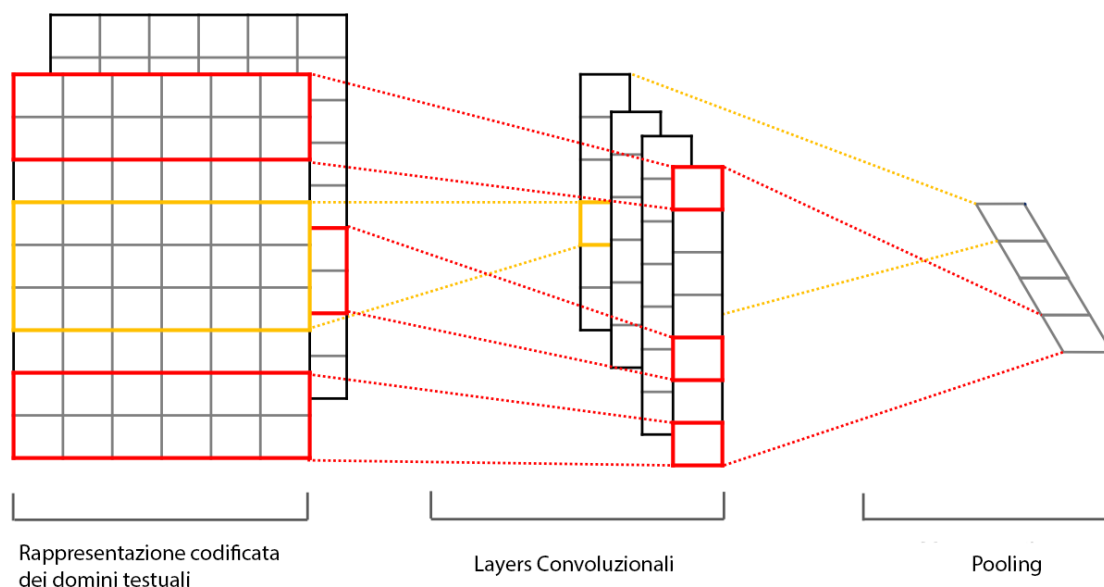 Rappresentazione codificata
dei domini testuali
Layers Convoluzionali
Pooling